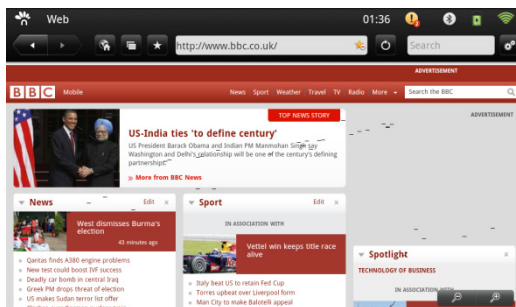 Web
01:36
http://www.bbc.co.uk/
Search
ADVERTISEMENT
BBC Mobile
News Sport Weather Travel TV Radio More
Search the BBC
ADVERTISEMENT
TOP NEWS STORY
US-India ties 'to define century'
US President Barack Obama and Indian PM Manmohan Singh say
Washington and Delhi's relationship will be one of the century's defining
partnerships
More from BBC News
News Edit x
West dismisses Burma's
election
43 minutes ago
Qantas finds A380 engine problems
New test could boost IVF success
Deadly car bomb in central Iraq
Greek PM drops threat of election
US makes Sudan terror list offer
Sport Edit x
IN ASSOCIATION WITH
Vettel win keeps title race
alive
Italy beat US to retain Fed Cup
Torres upbeat over Liverpool form
Man City to make Balotelli appeal
Spotlight x
TECHNOLOGY OF BUSINESS
IN ASSOCIATION